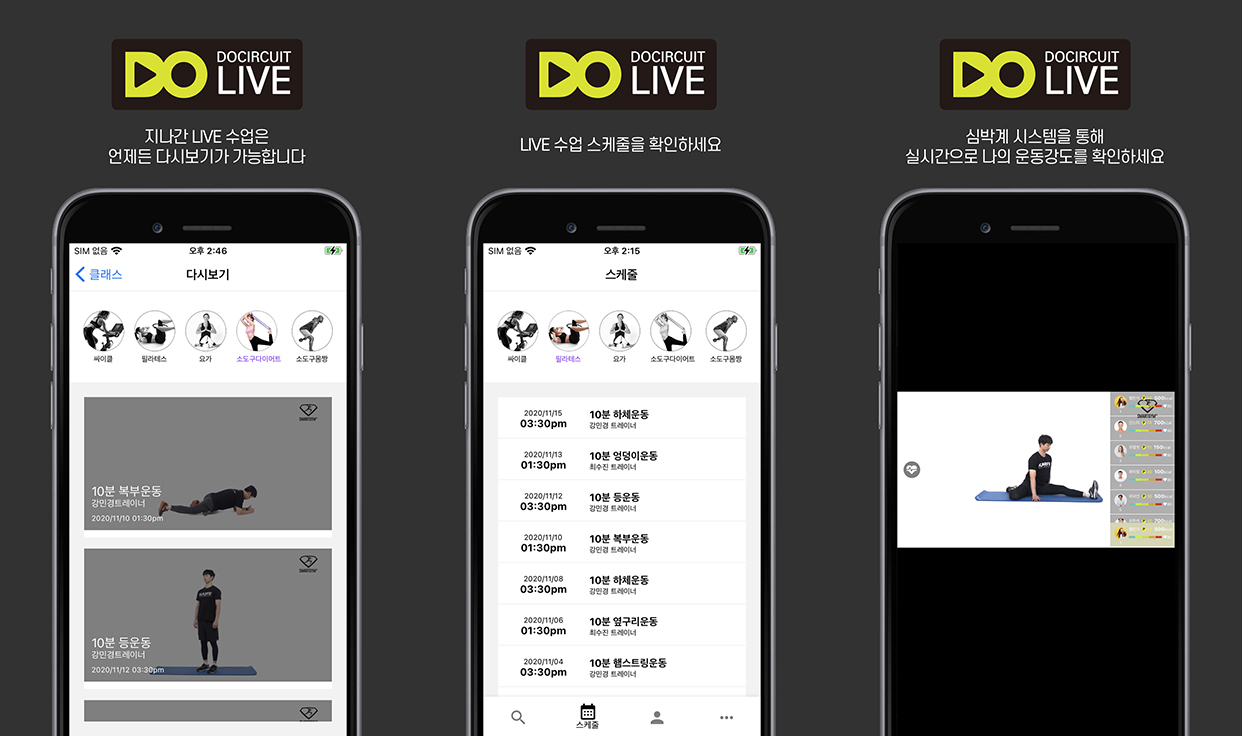 DO DOCIRCUIT
LIVE
지나간 LIVE 수업은
언제든 다시보기가 가능합니다
SIM 없음
오후 2:46
클래스
다시보기
싸이클
필라테스
요가
소도구다이어트
소도구몸짱
10분 복부운동
강민경트레이너
2020/11/10 01:30pm
10분 등운동
강민경트레이너
2020/11/12 03:30pm
DO DOCIRCUIT
LIVE
LIVE 수업 스케줄을 확인하세요
SIM 없음
오후 2:15
스케줄
싸이클
필라테스
요가
소도구다이어트
소도구몸짱
2020/11/15
03:30pm
10분 하체운동
강민경 트레이너
2020/11/13
01:30pm
10분 엉덩이운동
최수진 트레이너
2020/11/12
03:30pm
10분 등운동
강민경 트레이너
2020/11/10
01:30pm
10분 복부운동
강민경 트레이너
2020/11/08
03:30pm
10분 하체운동
강민경 트레이너
2020/11/06
01:30pm
10분 옆구리운동
최수진 트레이너
2020/11/04
03:30pm
10분 햄스트링운동
강민경 트레이너
스케줄
DO DOCIRCUIT
LIVE
심박계 시스템을 통해
실시간으로 나의 운동강도를 확인하세요